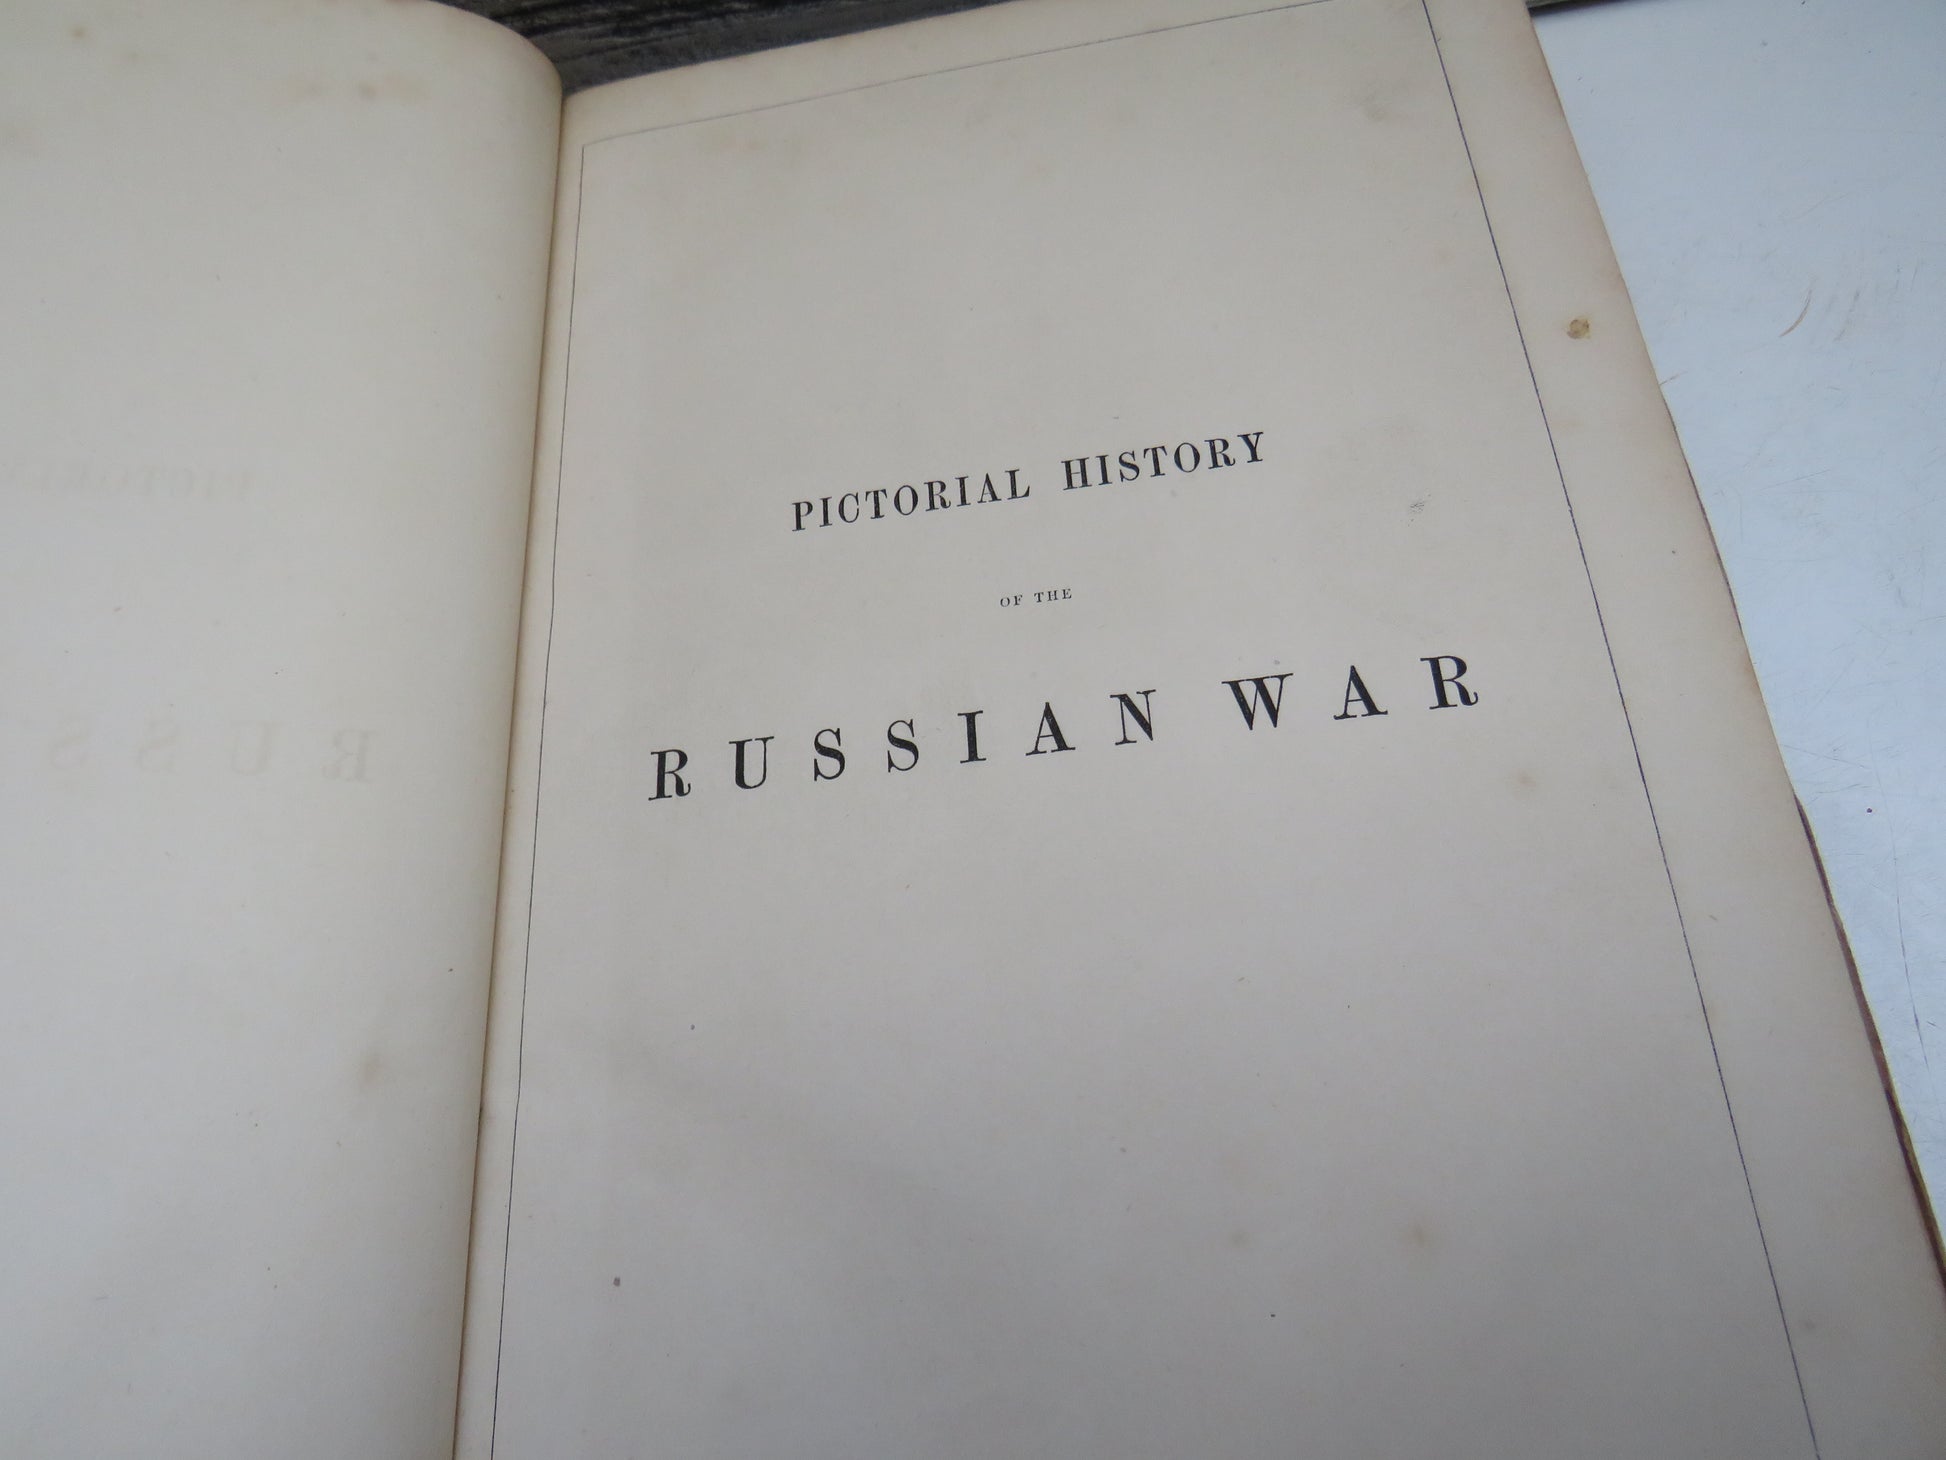 PICTORIAL HISTORY
OF THE
RUSSIAN WAR